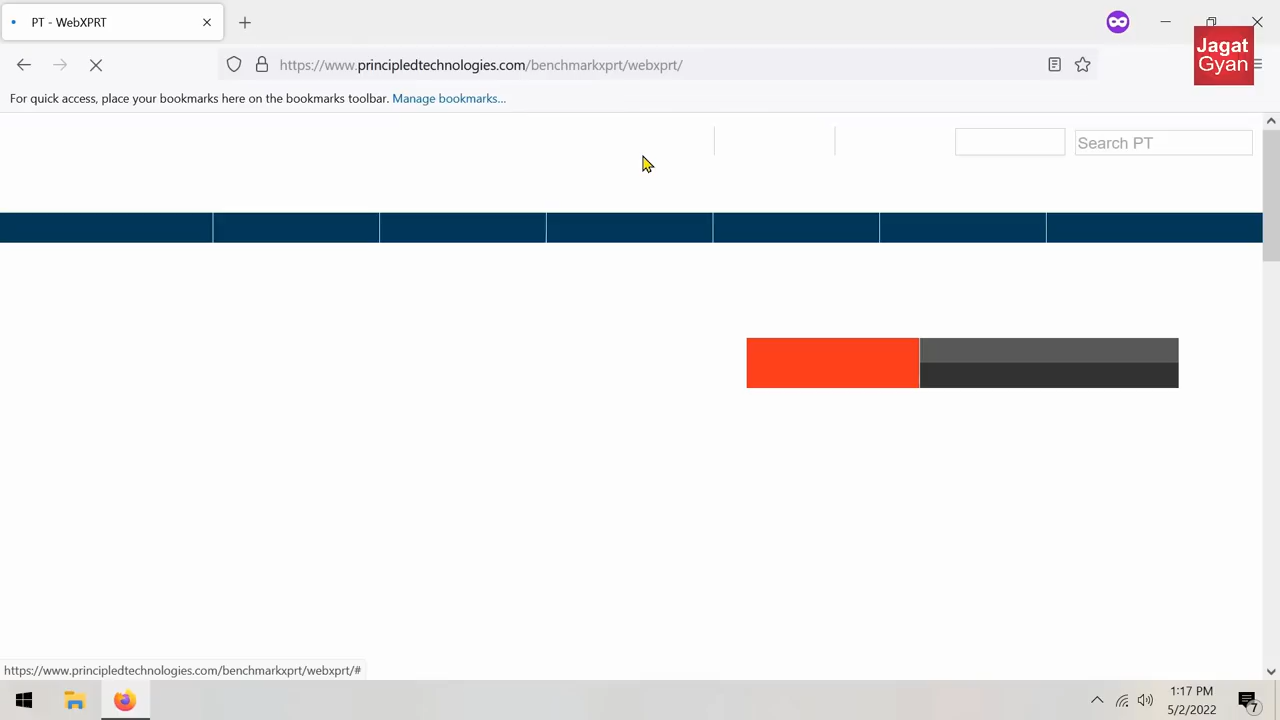 PT - WebXPRT
https://www.principledtechnologies.com/benchmarkxprt/webxprt/
Jagat
Gyan
For quick access, place your bookmarks here on the bookmarks toolbar. Manage bookmarks...
Search PT
https://www.principledtechnologies.com/benchmarkxprt/webxprt/#
1:17 PM
5/2/2022
7